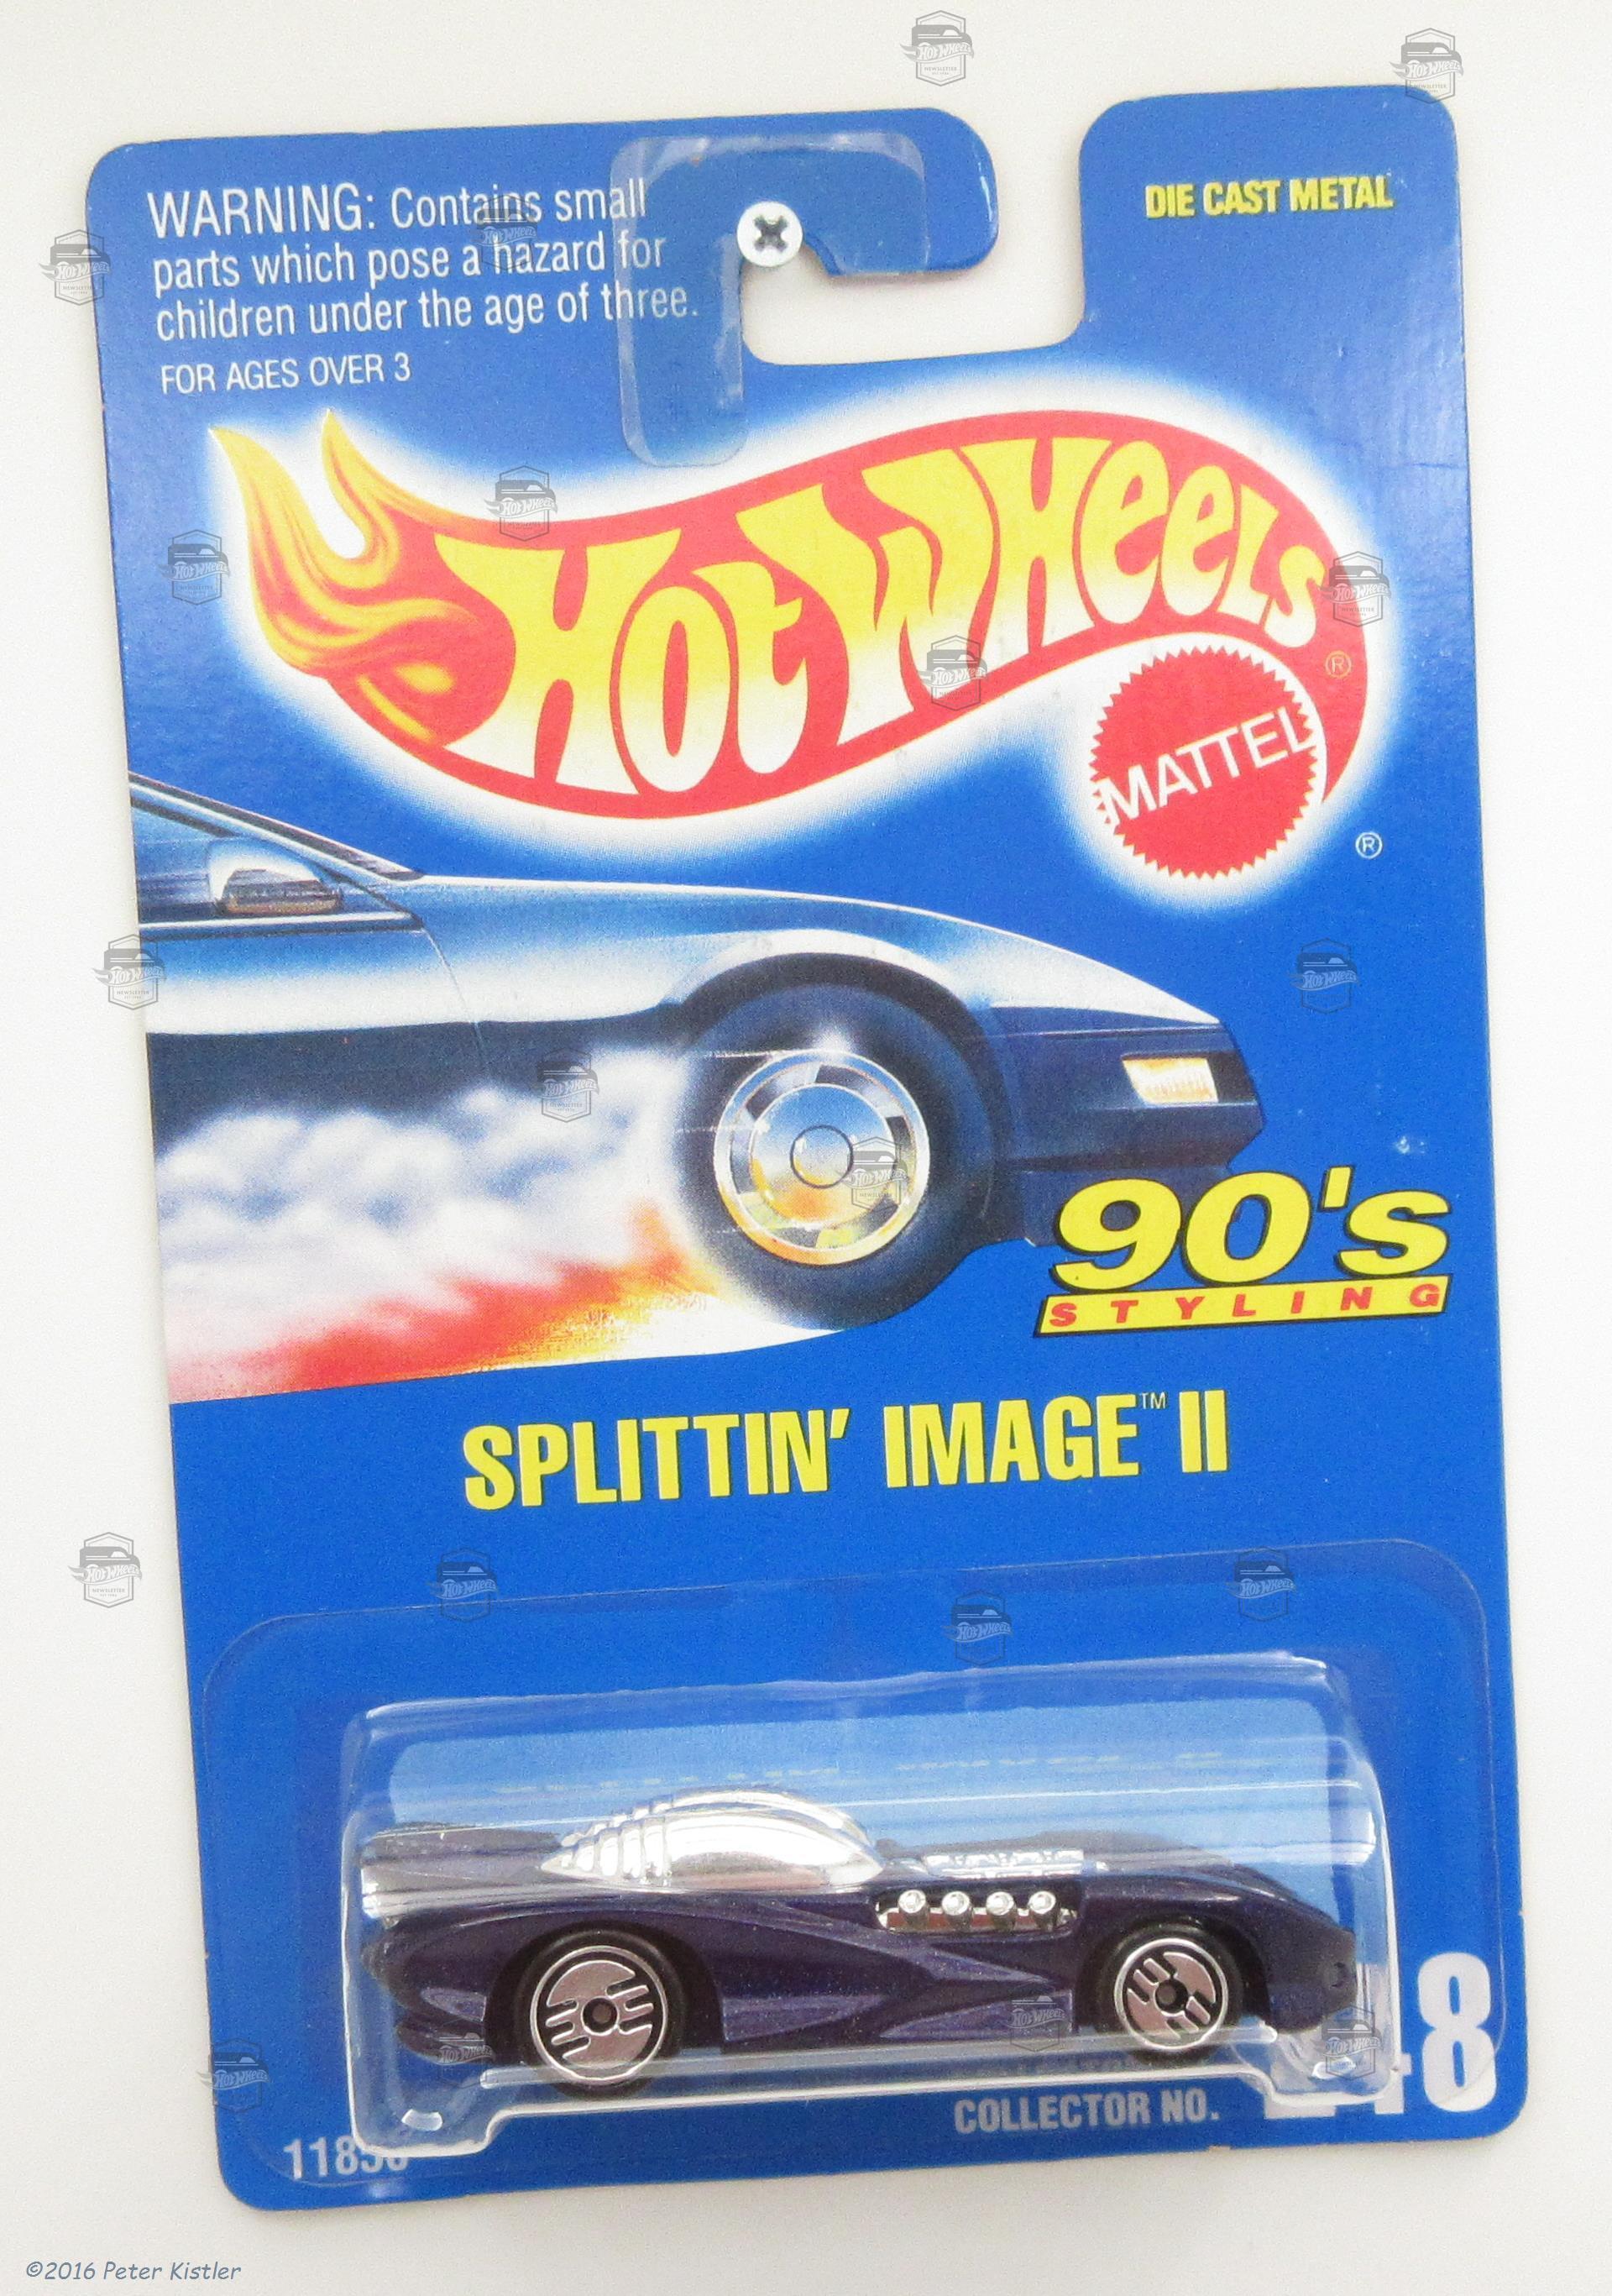 WARNING: Contains small
parts which pose a hazard for
children under the age of three.
FOR AGES OVER 3
DIE CAST METAL
Hot Wheels ®
MATTEL
®
90's
STYLING
SPLITTIN' IMAGE™ II
COLLECTOR NO.
©2016 Peter Kistler